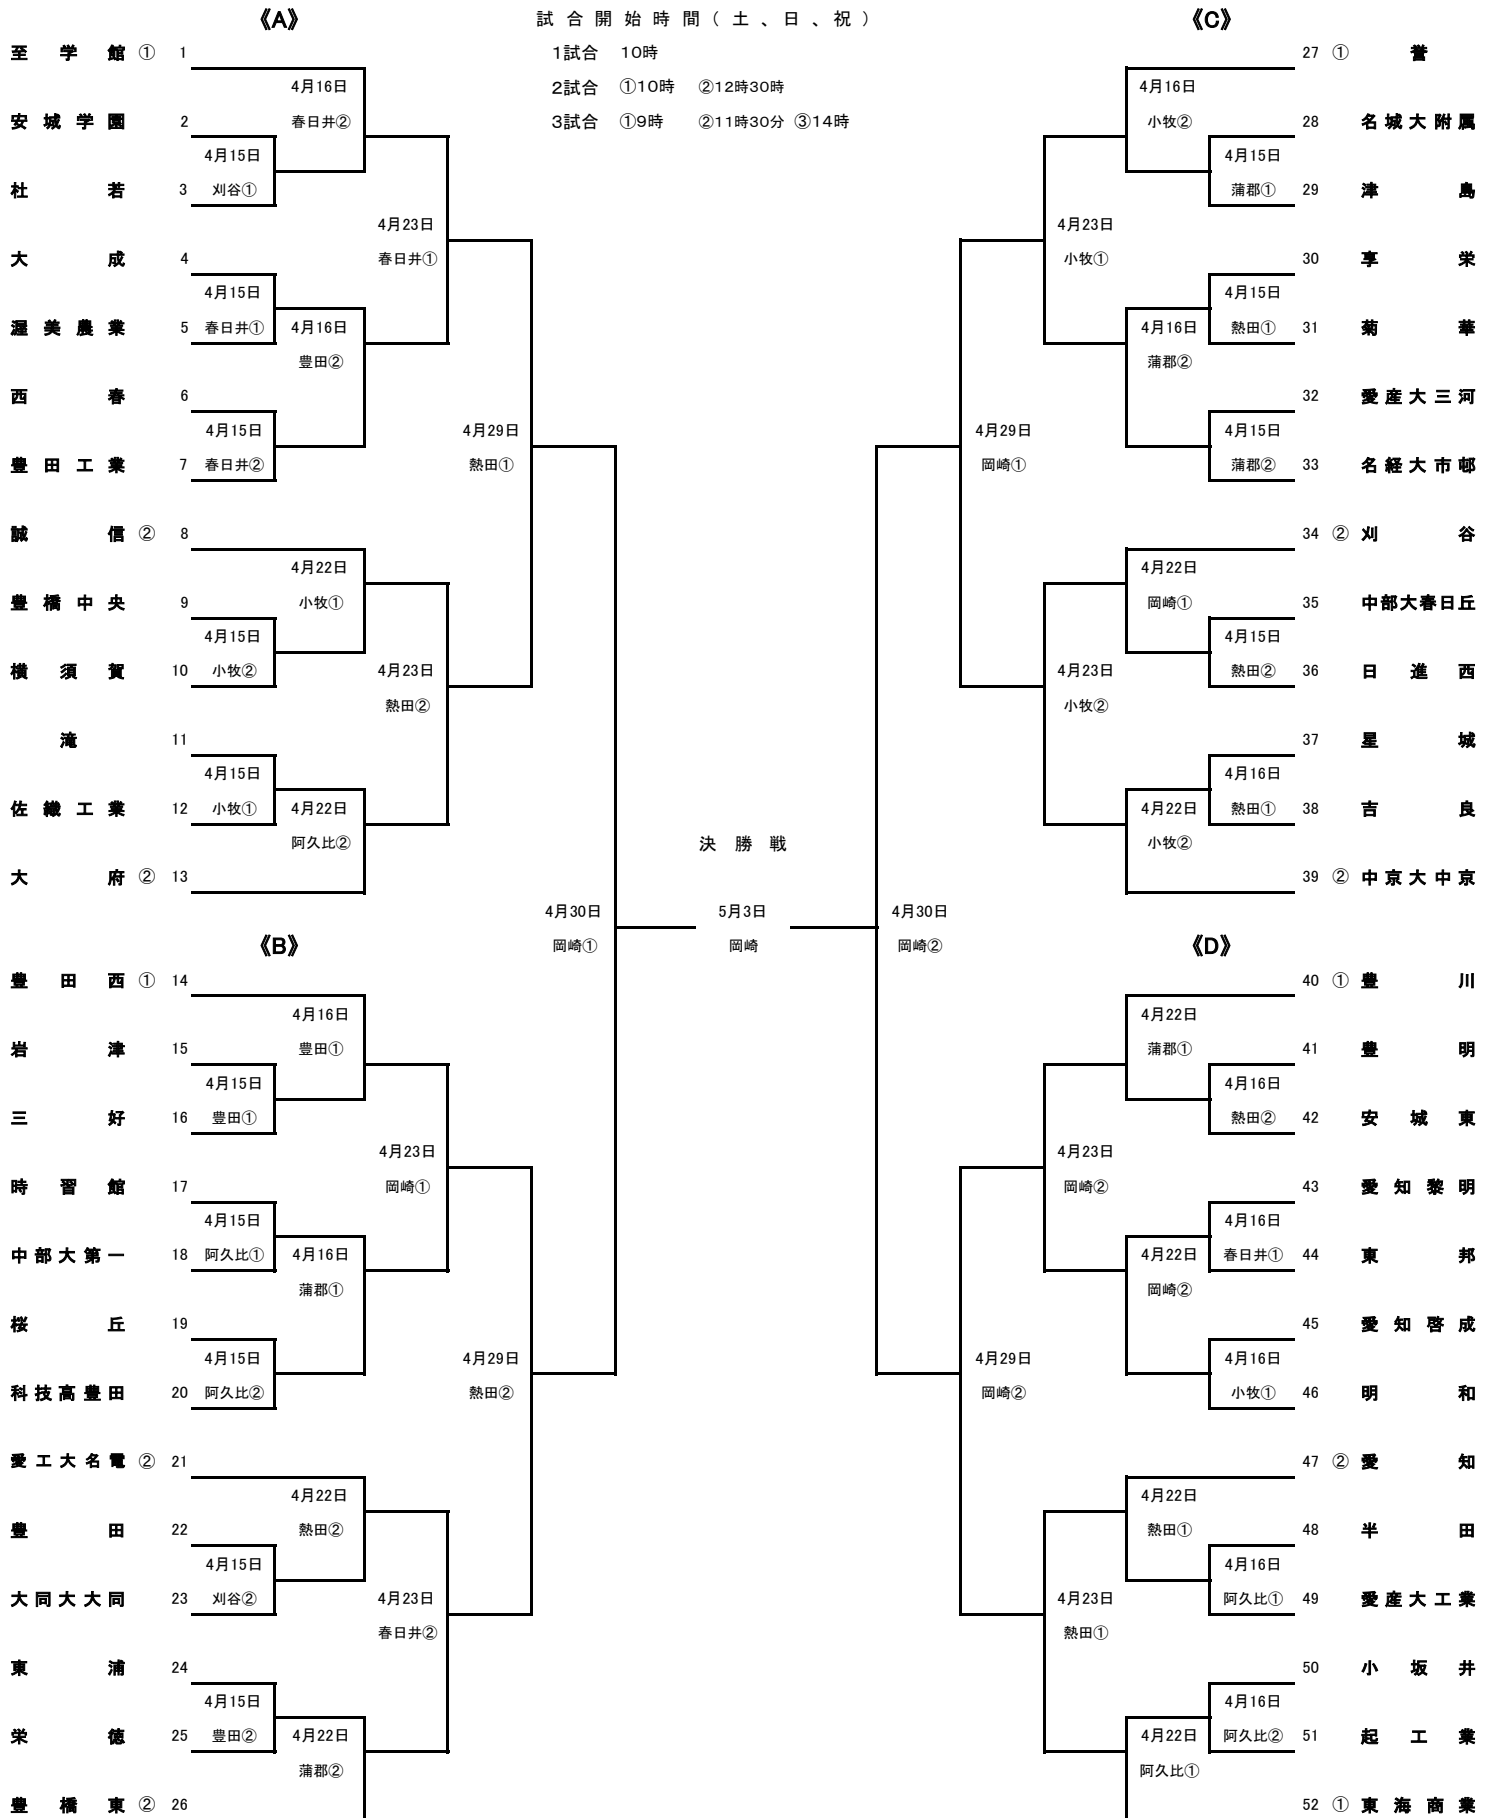 《A》 試合開始時間(土、日、祝) 《C》
1試合 10時
2試合 ①10時 ②12時30時
3試合 ①9時 ②11時30分 ③14時
至学館 ① 1
4月16日
春日井②
安城学園 2
4月15日
刈谷①
杜若 3
4月23日
春日井①
大成 4
4月15日
春日井①
渥美農業 5
4月16日
豊田②
西春 6
4月15日
春日井②
豊田工業 7
4月29日
熱田①
誠信 ② 8
4月22日
小牧①
豊橋中央 9
4月15日
小牧②
横須賀 10
4月23日
熱田②
滝 11
4月15日
小牧①
佐織工業 12
4月22日
阿久比②
大府 ② 13
4月30日
岡崎①
《B》
豊田西 ① 14
4月16日
豊田①
岩津 15
4月15日
豊田①
三好 16
4月23日
岡崎①
時習館 17
4月15日
阿久比①
中部大第一 18
4月16日
蒲郡①
桜丘 19
4月15日
阿久比②
科技高豊田 20
4月29日
熱田②
愛工大名電 ② 21
4月22日
熱田②
豊田 22
4月15日
刈谷②
大同大大同 23
4月23日
春日井②
東浦 24
4月15日
豊田②
栄徳 25
4月22日
蒲郡②
豊橋東 ② 26
決勝戦
5月3日
岡崎
27 ① 誉
4月16日
小牧②
28 名城大附属
4月15日
蒲郡①
29 津島
4月23日
小牧①
30 享栄
4月15日
熱田①
31 菊華
4月16日
蒲郡②
32 愛産大三河
4月15日
蒲郡②
33 名経大市邨
4月29日
岡崎①
34 ② 刈谷
4月22日
岡崎①
35 中部大春日丘
4月15日
熱田②
36 日進西
4月23日
小牧②
37 星城
4月16日
熱田①
38 吉良
4月22日
小牧②
39 ② 中京大中京
4月30日
岡崎②
《D》
40 ① 豊川
4月22日
蒲郡①
41 豊明
4月16日
熱田②
42 安城東
4月23日
岡崎②
43 愛知黎明
4月16日
春日井①
44 東邦
4月22日
岡崎②
45 愛知啓成
4月16日
小牧①
46 明和
4月29日
岡崎②
47 ② 愛知
4月22日
熱田①
48 半田
4月16日
阿久比①
49 愛産大工業
4月23日
熱田①
50 小坂井
4月16日
阿久比②
51 起工業
4月22日
阿久比①
52 ① 東海商業